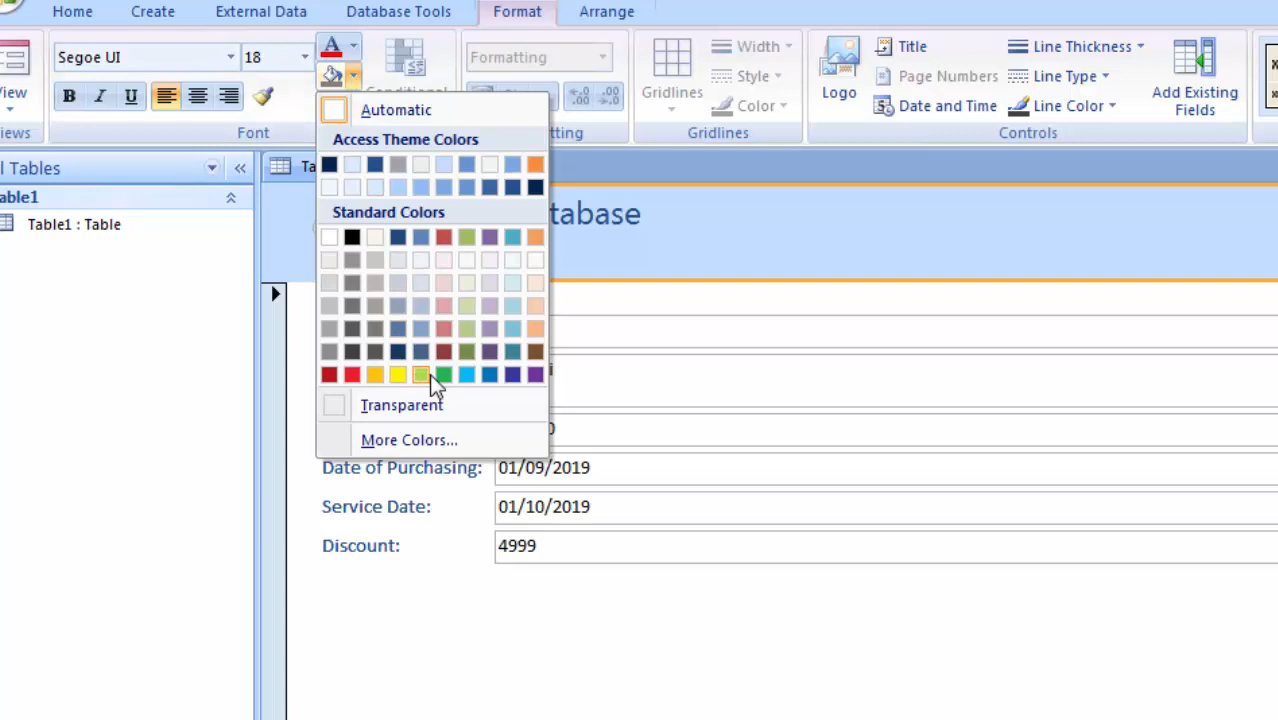 Home Create External Data Database Tools Format Arrange
Segoe UI 18 A Formatting Width Title Line Thickness
Style Page Numbers Line Type
View B I U Conditional Gridlines Color Logo Date and Time Line Color Add Existing Fields
Font Gridlines Controls
Automatic
Access Theme Colors
Standard Colors
Transparent
More Colors...
Table1 : Table
Date of Purchasing: 01/09/2019
Service Date: 01/10/2019
Discount: 4999